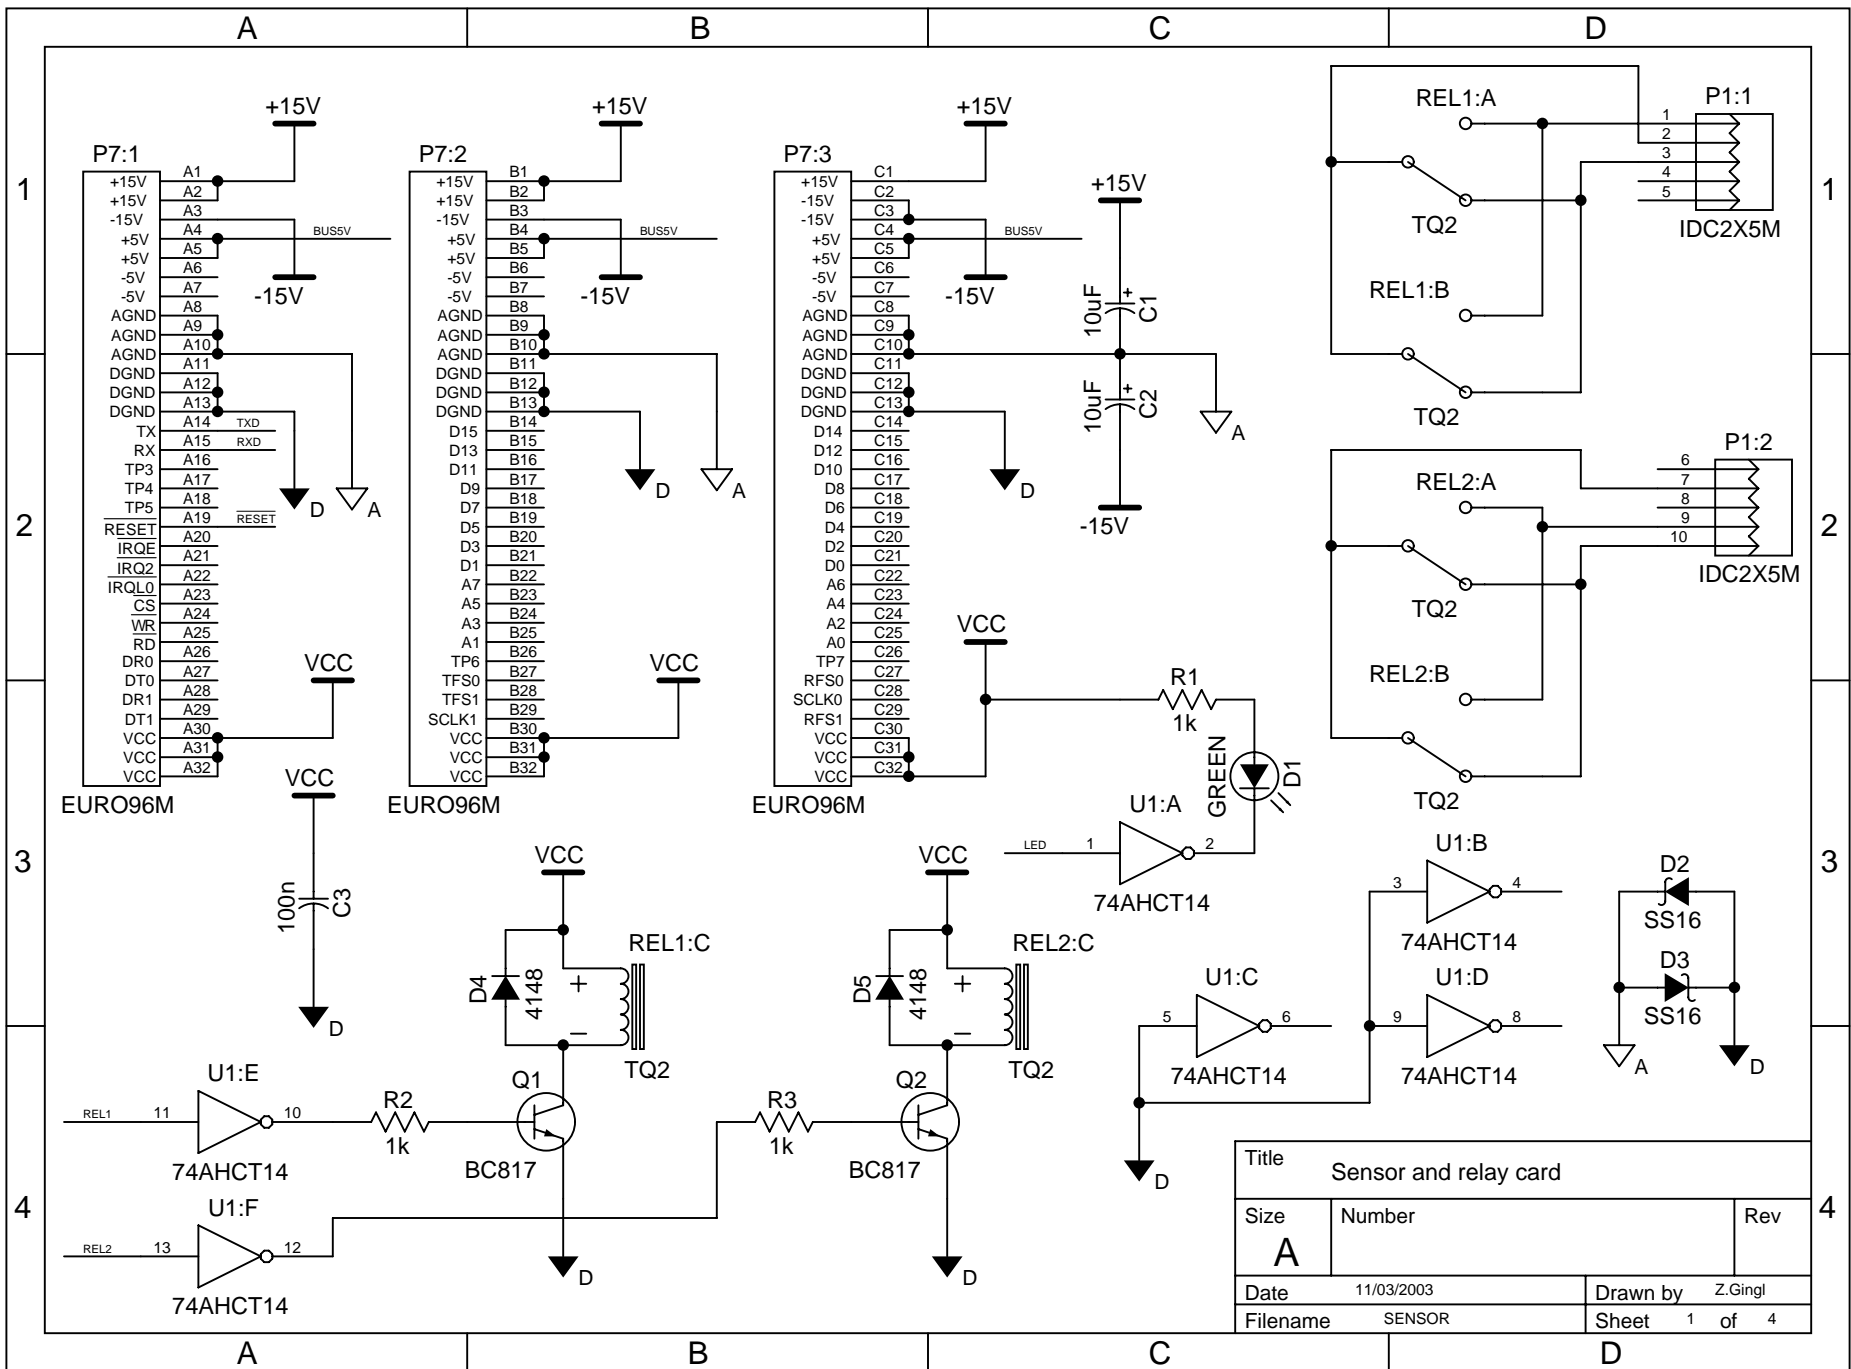 A B C D
1
2
3
4
1
2
3
4
P7:1
+15V
+15V A1
+15V A2
-15V A3
+5V A4 BUS5V
+5V A5
-5V A6
-5V A7
-15V
AGND A8
AGND A9
AGND A10
DGND A11
DGND A12
DGND A13
TX A14 TXD
RX A15 RXD
TP3 A16
TP4 A17
TP5 A18
RESET A19 RESET
IRQE A20
IRQ2 A21
IRQL0 A22
CS A23
WR A24
RD A25
DR0 A26
DT0 A27
DR1 A28
DT1 A29
VCC A30
VCC A31
VCC A32
D
A
VCC
EURO96M
P7:2
+15V
+15V B1
+15V B2
-15V B3
+5V B4 BUS5V
+5V B5
-5V B6
-5V B7
-15V
AGND B8
AGND B9
AGND B10
DGND B11
DGND B12
DGND B13
D15 B14
D13 B15
D11 B16
D9 B17
D7 B18
D5 B19
D3 B20
D1 B21
A7 B22
A5 B23
A3 B24
A1 B25
TP6 B26
TFS0 B27
TFS1 B28
SCLK1 B29
VCC B30
VCC B31
VCC B32
D
A
VCC
EURO96M
P7:3
+15V
+15V C1
-15V C2
-15V C3
+5V C4 BUS5V
+5V C5
-5V C6
-5V C7
-15V
AGND C8
AGND C9
AGND C10
DGND C11
DGND C12
DGND C13
D14 C14
D12 C15
D10 C16
D8 C17
D6 C18
D4 C19
D2 C20
D0 C21
A6 C22
A4 C23
A2 C24
A0 C25
TP7 C26
RFS0 C27
SCLK0 C28
RFS1 C29
VCC C30
VCC C31
VCC C32
D
VCC
EURO96M
+15V
10uF + C1
10uF + C2
A
-15V
REL1:A
TQ2
REL1:B
TQ2
P1:1
1
2
3
4
5
IDC2X5M
REL2:A
TQ2
REL2:B
TQ2
P1:2
6
7
8
9
10
IDC2X5M
R1
1k
GREEN D1
LED 1 U1:A 2
74AHCT14
VCC
100n C3
D
VCC
D4 4148
+
–
REL1:C
TQ2
Q1
BC817
D
VCC
D5 4148
+
–
REL2:C
TQ2
Q2
BC817
D
U1:E
REL1 11 10
74AHCT14
R2
1k
U1:F
REL2 13 12
74AHCT14
R3
1k
U1:B
3 4
74AHCT14
U1:C
5 6
74AHCT14
U1:D
9 8
74AHCT14
D
D2
SS16
D3
SS16
A
D
Title Sensor and relay card
Size Number Rev
A
Date 11/03/2003 Drawn by Z.Gingl
Filename SENSOR Sheet 1 of 4
A B C D